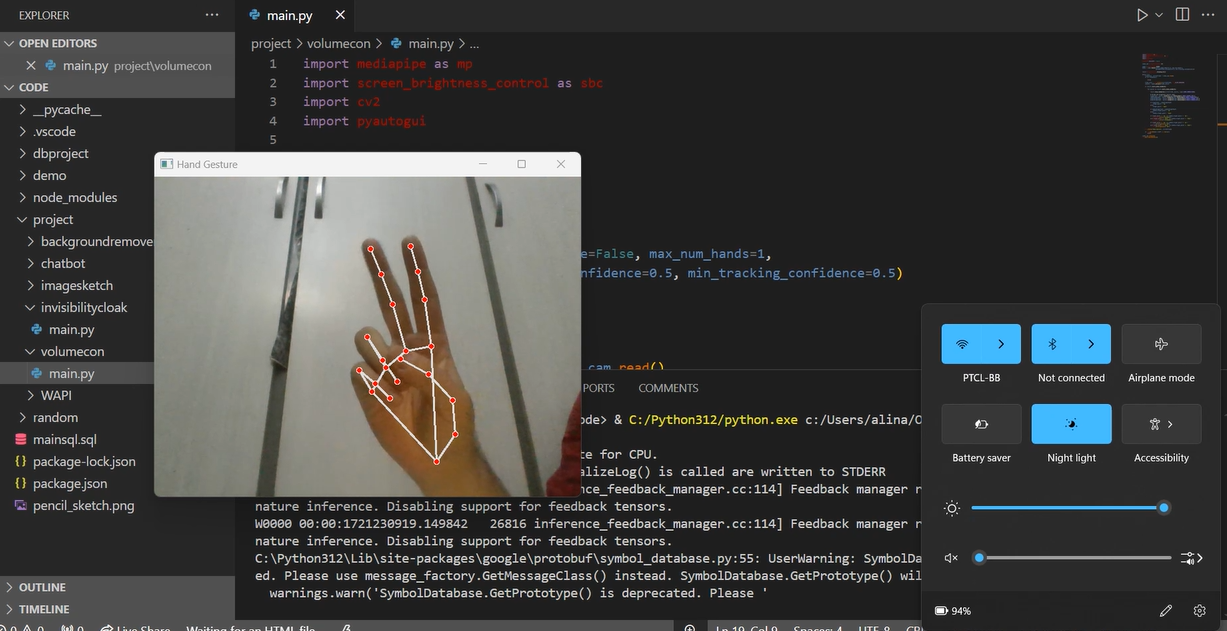 EXPLORER
OPEN EDITORS
main.py project\volumecon
CODE
__pycache__
.vscode
dbproject
demo
node_modules
project
backgroundremove
chatbot
imagesketch
invisibilitycloak
main.py
volumecon
main.py
WAPI
random
mainsql.sql
package-lock.json
package.json
pencil_sketch.png
OUTLINE
TIMELINE
main.py
project > volumecon > main.py > ...
1 import mediapipe as mp
2 import screen_brightness_control as sbc
3 import cv2
4 import pyautogui
5
Hand Gesture
e=False, max_num_hands=1,
nfidence=0.5, min_tracking_confidence=0.5)
cam.read()
PORTS COMMENTS
ode> & C:/Python312/python.exe c:/Users/alina/O
te for CPU.
alizeLog() is called are written to STDERR
nce_feedback_manager.cc:114] Feedback manager r
nature inference. Disabling support for feedback tensors.
W0000 00:00:1721230919.149842 26816 inference_feedback_manager.cc:114] Feedback manager r
nature inference. Disabling support for feedback tensors.
C:\Python312\Lib\site-packages\google\protobuf\symbol_database.py:55: UserWarning: SymbolDa
ed. Please use message_factory.GetMessageClass() instead. SymbolDatabase.GetPrototype() wil
warnings.warn('SymbolDatabase.GetPrototype() is deprecated. Please '
PTCL-BB
Not connected
Airplane mode
Battery saver
Night light
Accessibility
94%
Live Share Waiting for an HTML file
Ln 19, Col 9 Spaces: 4 UTF-8